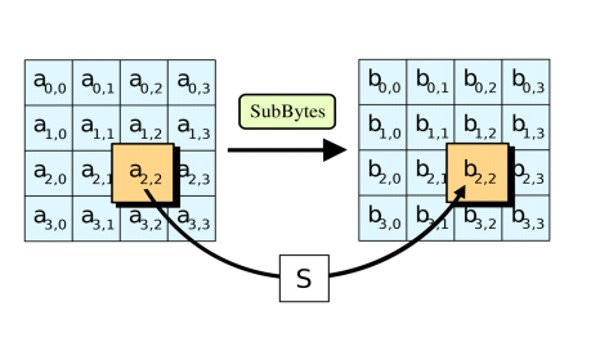 a0,0 a0,1 a0,2 a0,3
a1,0 a1,1 a1,2 a1,3
a2,0 a2,1 a2,2 a2,3
a3,0 a3,1 a3,2 a3,3
SubBytes
b0,0 b0,1 b0,2 b0,3
b1,0 b1,1 b1,2 b1,3
b2,0 b2,1 b2,2 b2,3
b3,0 b3,1 b3,2 b3,3
S